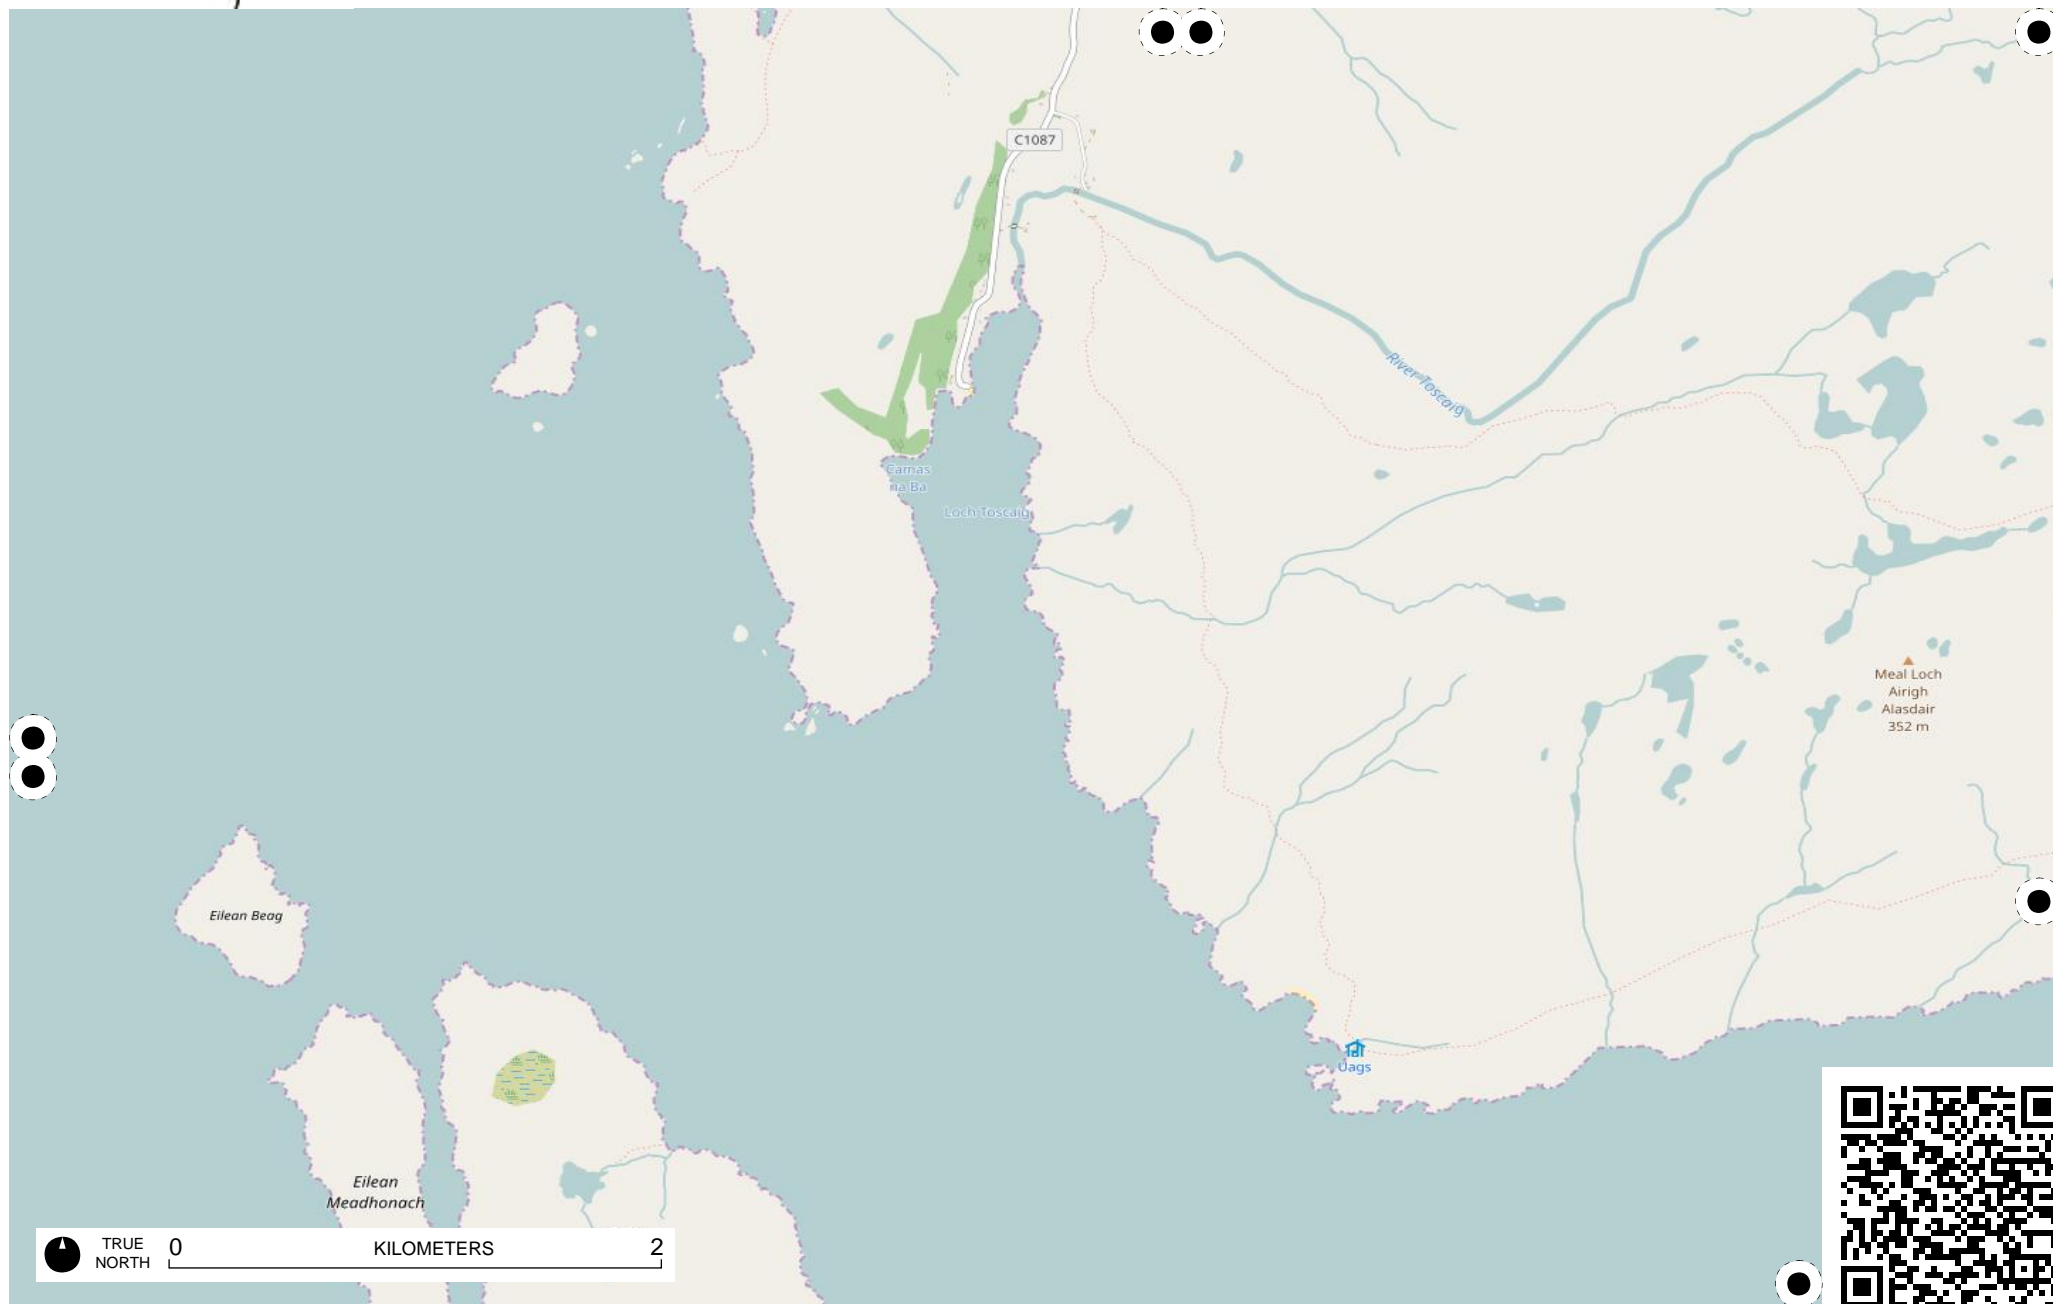 C1087
River Toscaig
Camas
na Ba
Loch Toscaig
Meal Loch
Airigh
Alasdair
352 m
Eilean Beag
Uags
Eilean
Meadhonach
TRUE
NORTH
0 KILOMETERS 2